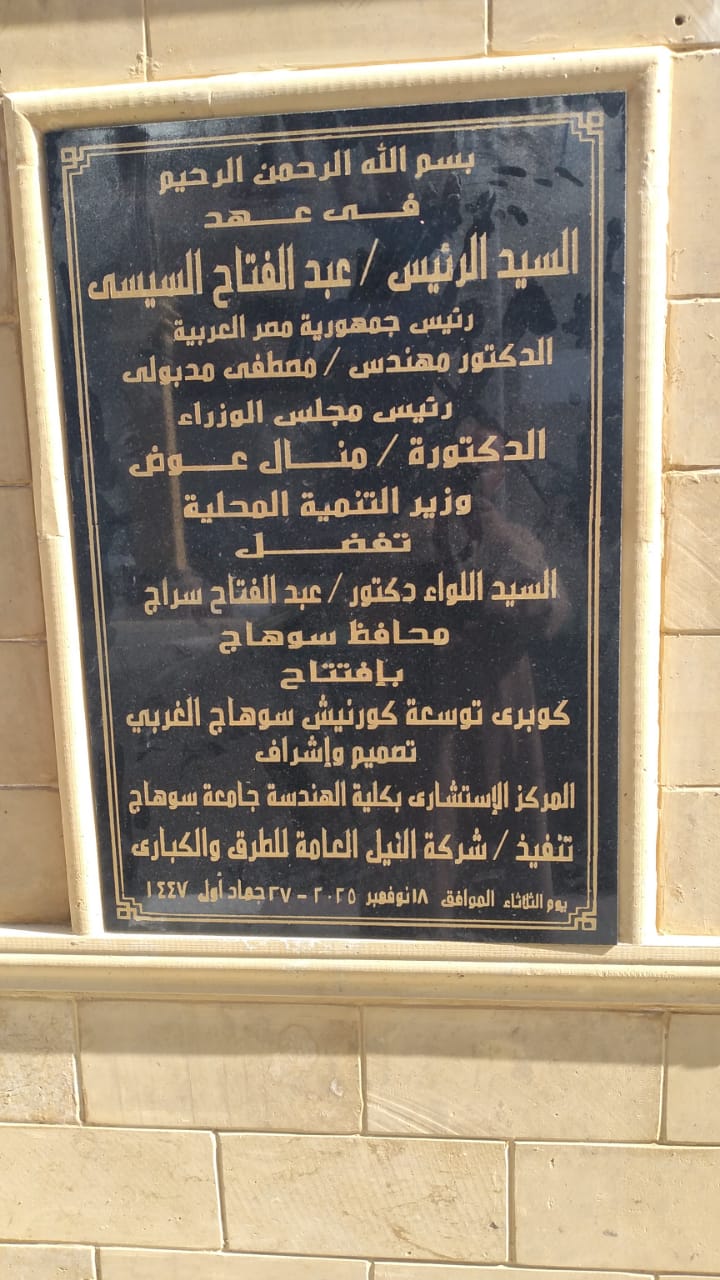 بسم الله الرحمن الرحيم
فى عهد
السيد الرئيس / عبد الفتاح السيسى
رئيس جمهورية مصر العربية
الدكتور مهندس / مصطفى مدبولى
رئيس مجلس الوزراء
الدكتورة / منال عوض
وزير التنمية المحلية
تفضل
السيد اللواء دكتور / عبد الفتاح سراج
محافظ سوهاج
بإفتتاح
كوبرى توسعة كورنيش سوهاج الغربي
تصميم وإشراف
المركز الإستشارى بكلية الهندسة جامعة سوهاج
تنفيذ / شركة النيل العامة للطرق والكبارى
يوم الثلاثاء الموافق ١٨ نوفمبر ٢٠٢٥ - ٢٧ جماد أول ١٤٤٧